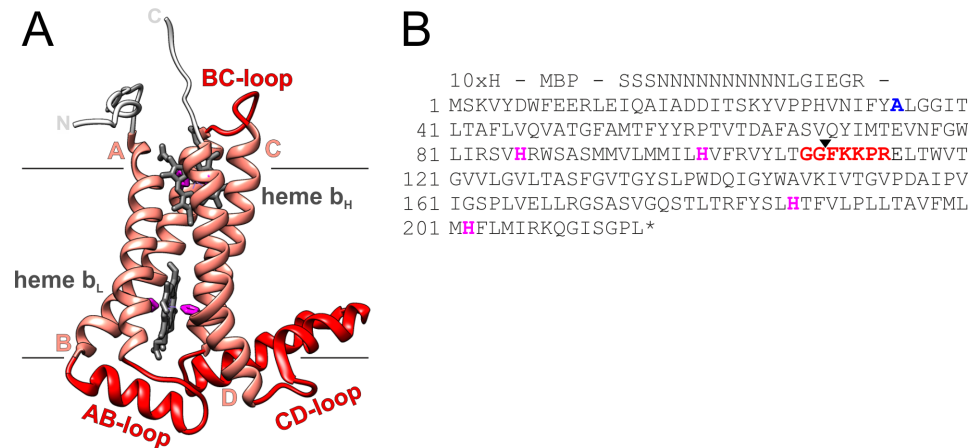 A
B
C
BC-loop
N
A
C
heme bH
heme bL
B
D
AB-loop
CD-loop
10xH - MBP - SSSNNNNNNNNNNLGIEGR -
1 MSKVYDWFEERLEIQAIADDITSKYVPPHVNIFYALGGIT
41 LTAFLVQVATGFAMTFYYRPTVTDAFASVQYIMTEVNFGW
81 LIRSVHRWSASMMVLMMILHVFRVYLTGGFKKPRELTWVT
121 GVVLGVLTASFGVTGYSLPWDQIGYWAVKIVTGVPDAIPV
161 IGSPLVELLRGSASVGQSTLTRFYSLHTFVLPLLTAVFML
201 MHFLMIRKQGISGPL*